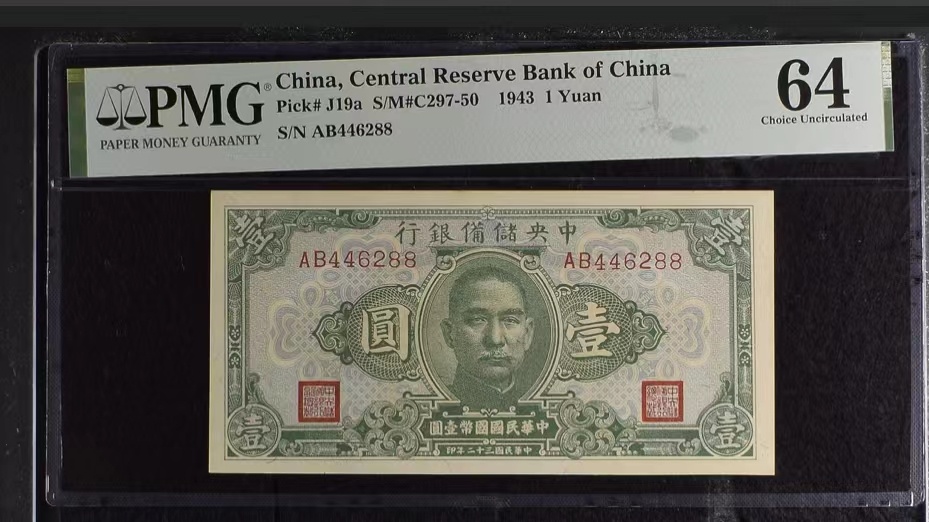 PMG®
PAPER MONEY GUARANTY
China, Central Reserve Bank of China
Pick# J19a S/M#C297-50 1943 1 Yuan
S/N AB446288
64
Choice Uncirculated
行銀備儲央中
AB446288 AB446288
圓 壹
壹 壹
圓壹幣國國民華中
印年二十三國民華中